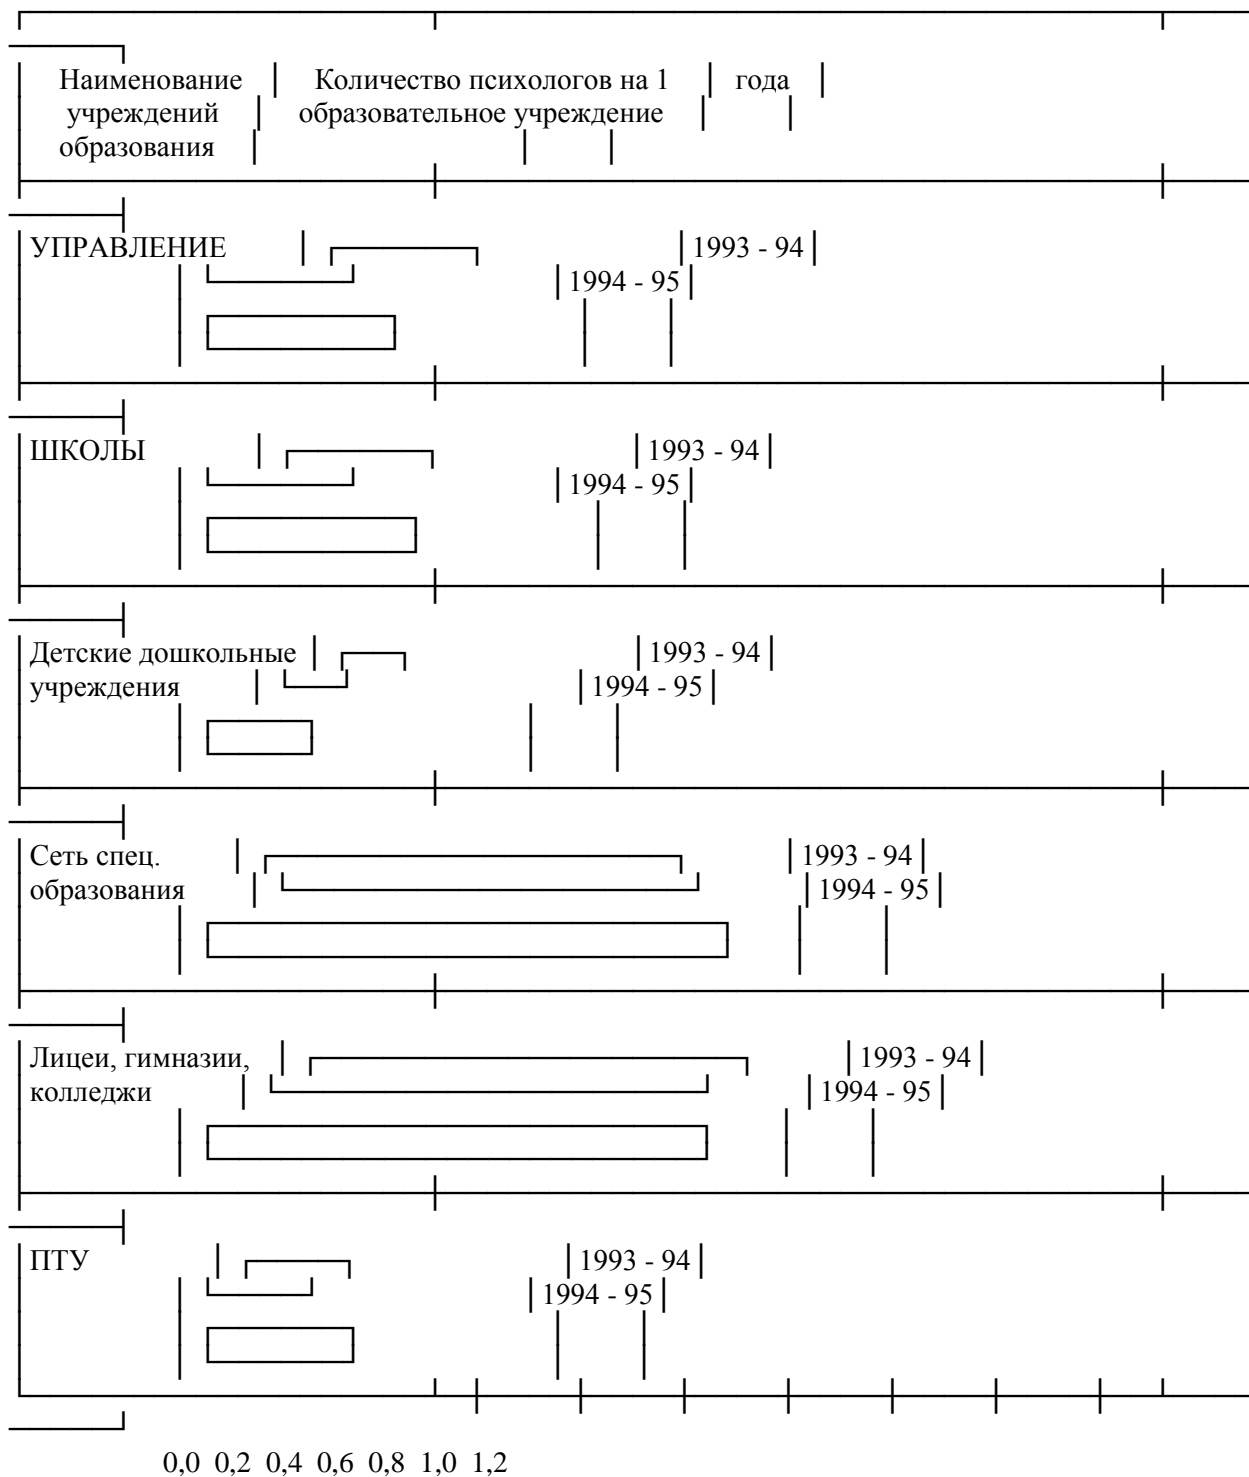 Наименование Количество психологов на 1 года
учреждений образовательное учреждение
образования
УПРАВЛЕНИЕ 1993 - 94
1994 - 95
ШКОЛЫ 1993 - 94
1994 - 95
Детские дошкольные 1993 - 94
учреждения 1994 - 95
Сеть спец. 1993 - 94
образования 1994 - 95
Лицеи, гимназии, 1993 - 94
колледжи 1994 - 95
ПТУ 1993 - 94
1994 - 95
0,0 0,2 0,4 0,6 0,8 1,0 1,2